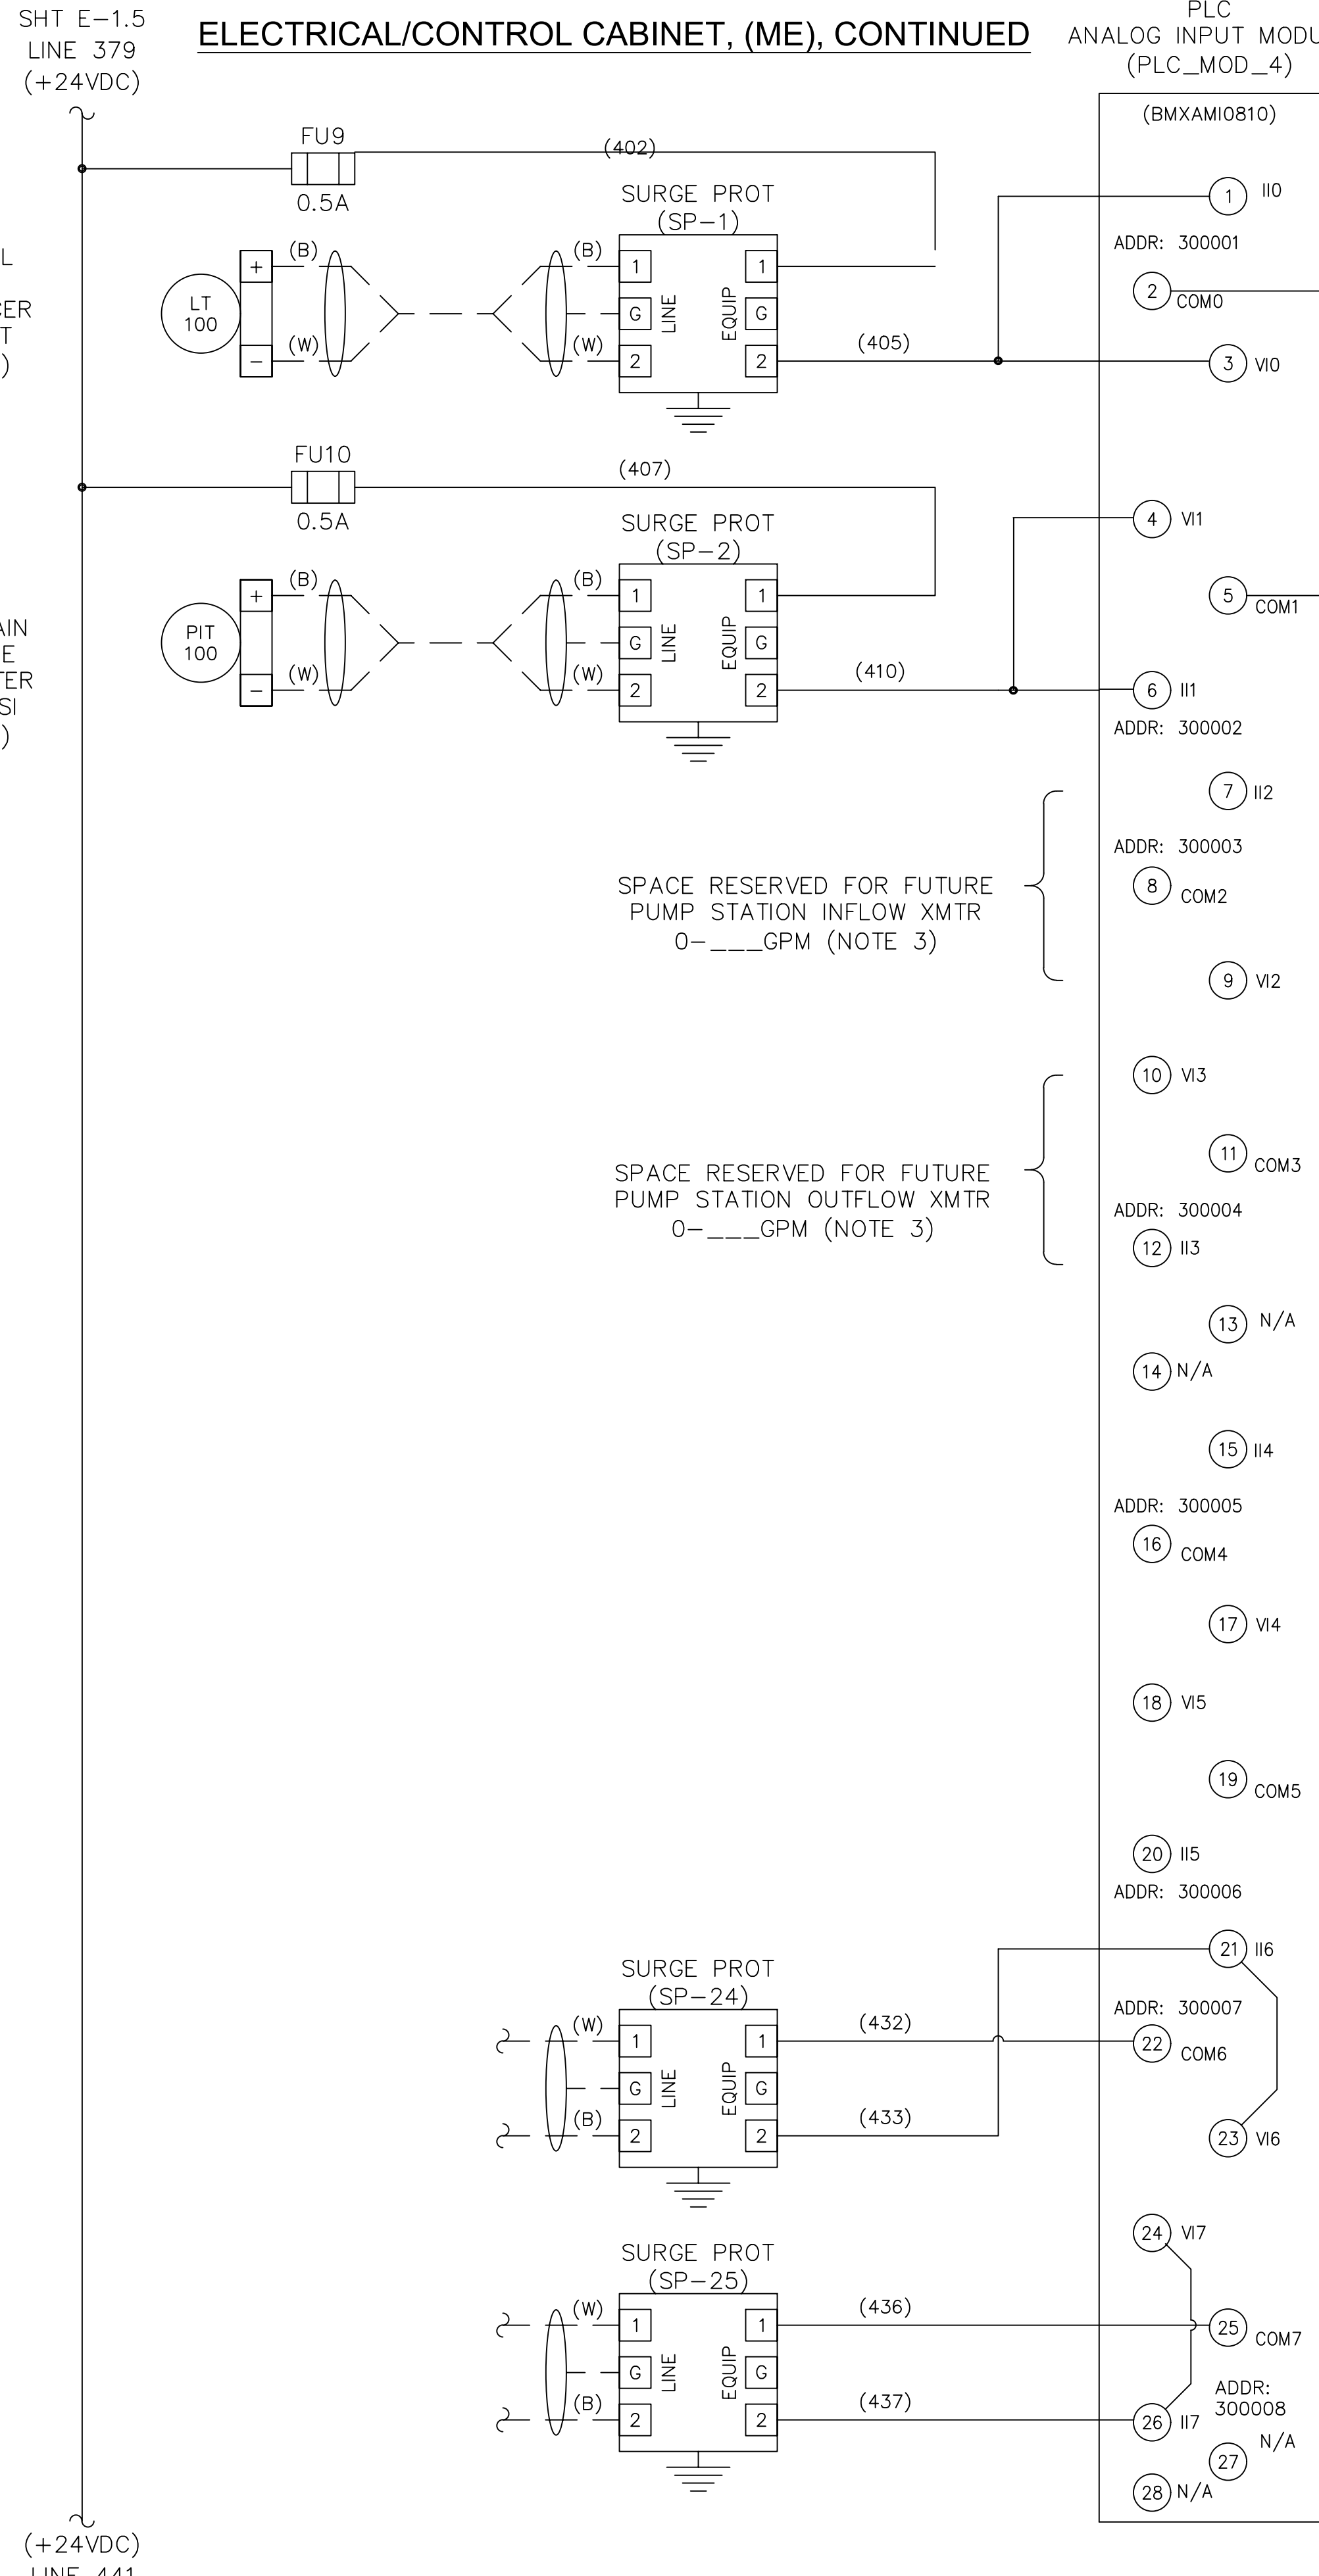 SHT E-1.5
LINE 379
(+24VDC)
ELECTRICAL/CONTROL CABINET, (ME), CONTINUED
PLC
ANALOG INPUT MODU
(PLC_MOD_4)
(BMXAMI0810)
FU9
0.5A
(402)
SURGE PROT
(SP-1)
1 II0
ADDR: 300001
2 COM0
3 VI0
L
CER
T
)
LT
100
+
-
(B)
(W)
(B)
(W)
1
G
2
LINE
EQUIP
1
G
2
(405)
FU10
0.5A
(407)
SURGE PROT
(SP-2)
4 VI1
5 COM1
6 II1
ADDR: 300002
AIN
E
TER
SI
)
PIT
100
+
-
(B)
(W)
(B)
(W)
1
G
2
LINE
EQUIP
1
G
2
(410)
7 II2
ADDR: 300003
8 COM2
9 VI2
SPACE RESERVED FOR FUTURE
PUMP STATION INFLOW XMTR
0-___GPM (NOTE 3)
10 VI3
11 COM3
ADDR: 300004
12 II3
SPACE RESERVED FOR FUTURE
PUMP STATION OUTFLOW XMTR
0-___GPM (NOTE 3)
13 N/A
14 N/A
15 II4
ADDR: 300005
16 COM4
17 VI4
18 VI5
19 COM5
20 II5
ADDR: 300006
21 II6
ADDR: 300007
22 COM6
23 VI6
SURGE PROT
(SP-24)
(W)
(B)
1
G
2
LINE
EQUIP
1
G
2
(432)
(433)
24 VI7
25 COM7
ADDR:
300008
26 II7
N/A
27
28 N/A
SURGE PROT
(SP-25)
(W)
(B)
1
G
2
LINE
EQUIP
1
G
2
(436)
(437)
(+24VDC)
LINE 441